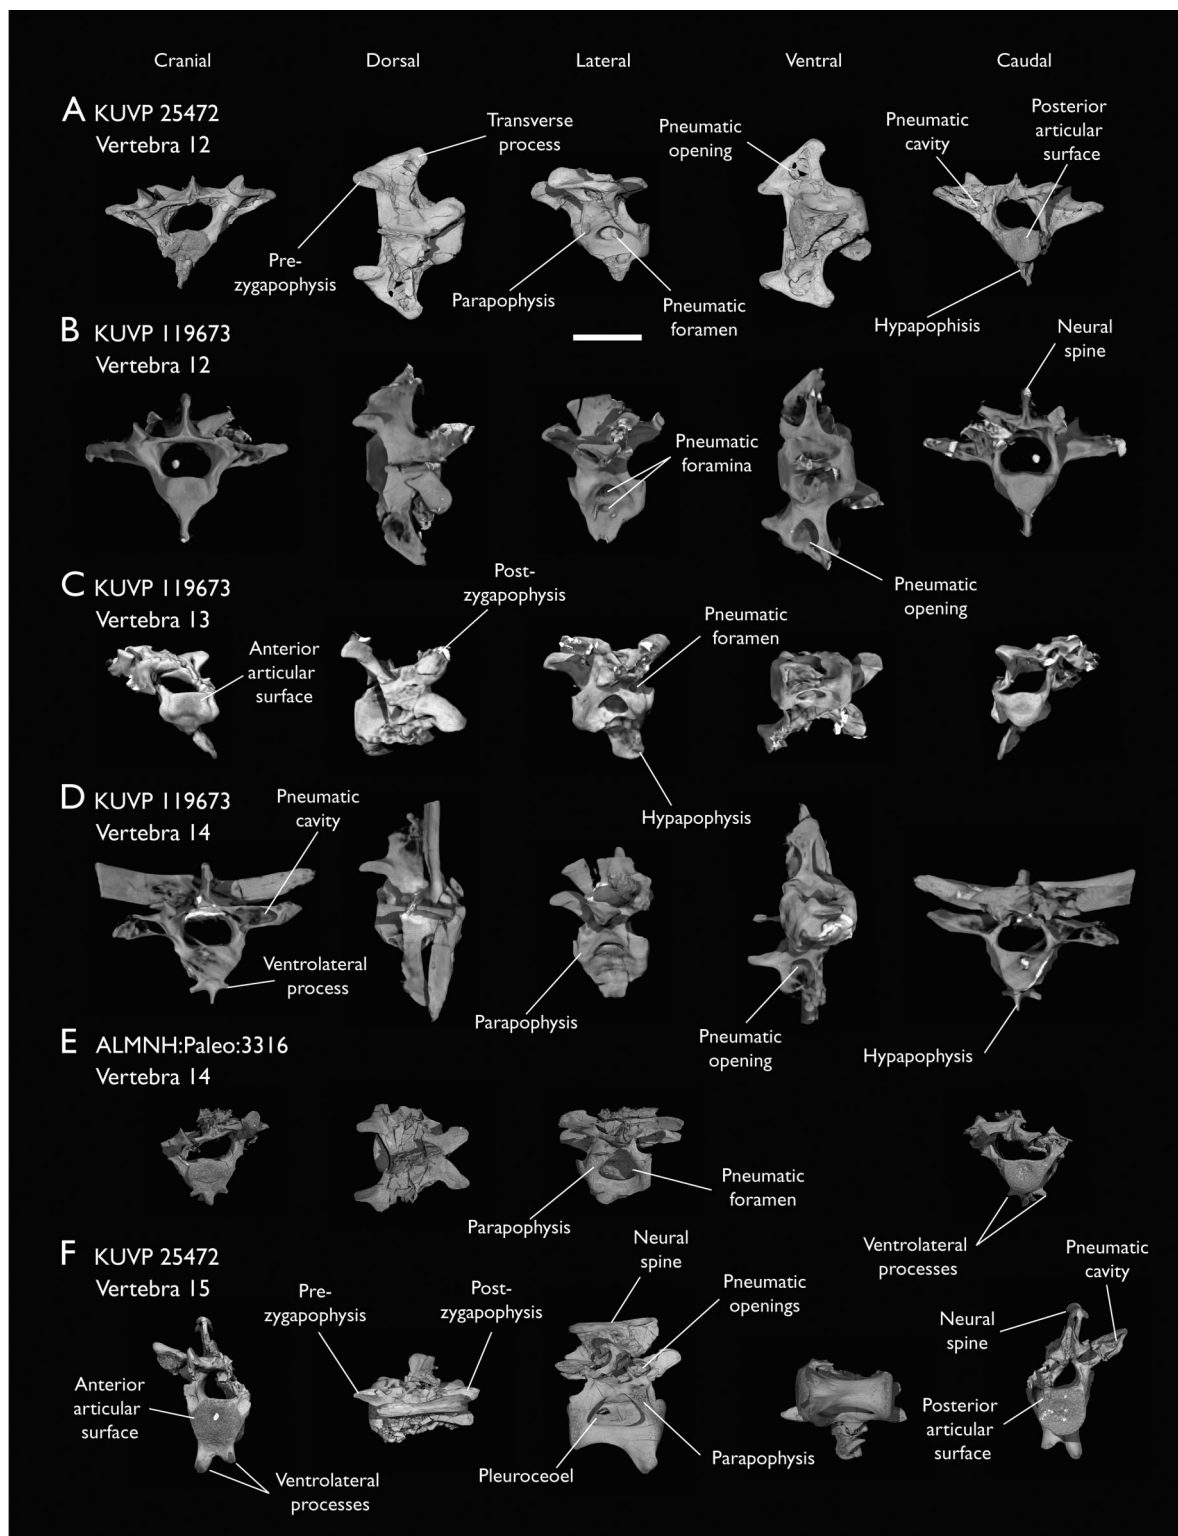 Cranial
Dorsal
Lateral
Ventral
Caudal
A KUVP 25472
Vertebra 12
Transverse
process
Pneumatic
opening
Pneumatic
cavity
Posterior
articular
surface
Pre-
zygapophysis
Parapophysis
Pneumatic
foramen
Hypapophisis
B KUVP 119673
Vertebra 12
Neural
spine
Pneumatic
foramina
Pneumatic
opening
C KUVP 119673
Vertebra 13
Post-
zygapophysis
Pneumatic
foramen
Anterior
articular
surface
Hypapophysis
D KUVP 119673
Vertebra 14
Pneumatic
cavity
Ventrolateral
process
Parapophysis
Pneumatic
opening
Hypapophysis
E ALMNH:Paleo:3316
Vertebra 14
Pneumatic
foramen
Parapophysis
Ventrolateral
processes
F KUVP 25472
Vertebra 15
Pre-
zygapophysis
Post-
zygapophysis
Neural
spine
Pneumatic
openings
Pneumatic
cavity
Neural
spine
Anterior
articular
surface
Posterior
articular
surface
Pleuroceoel
Parapophysis
Ventrolateral
processes